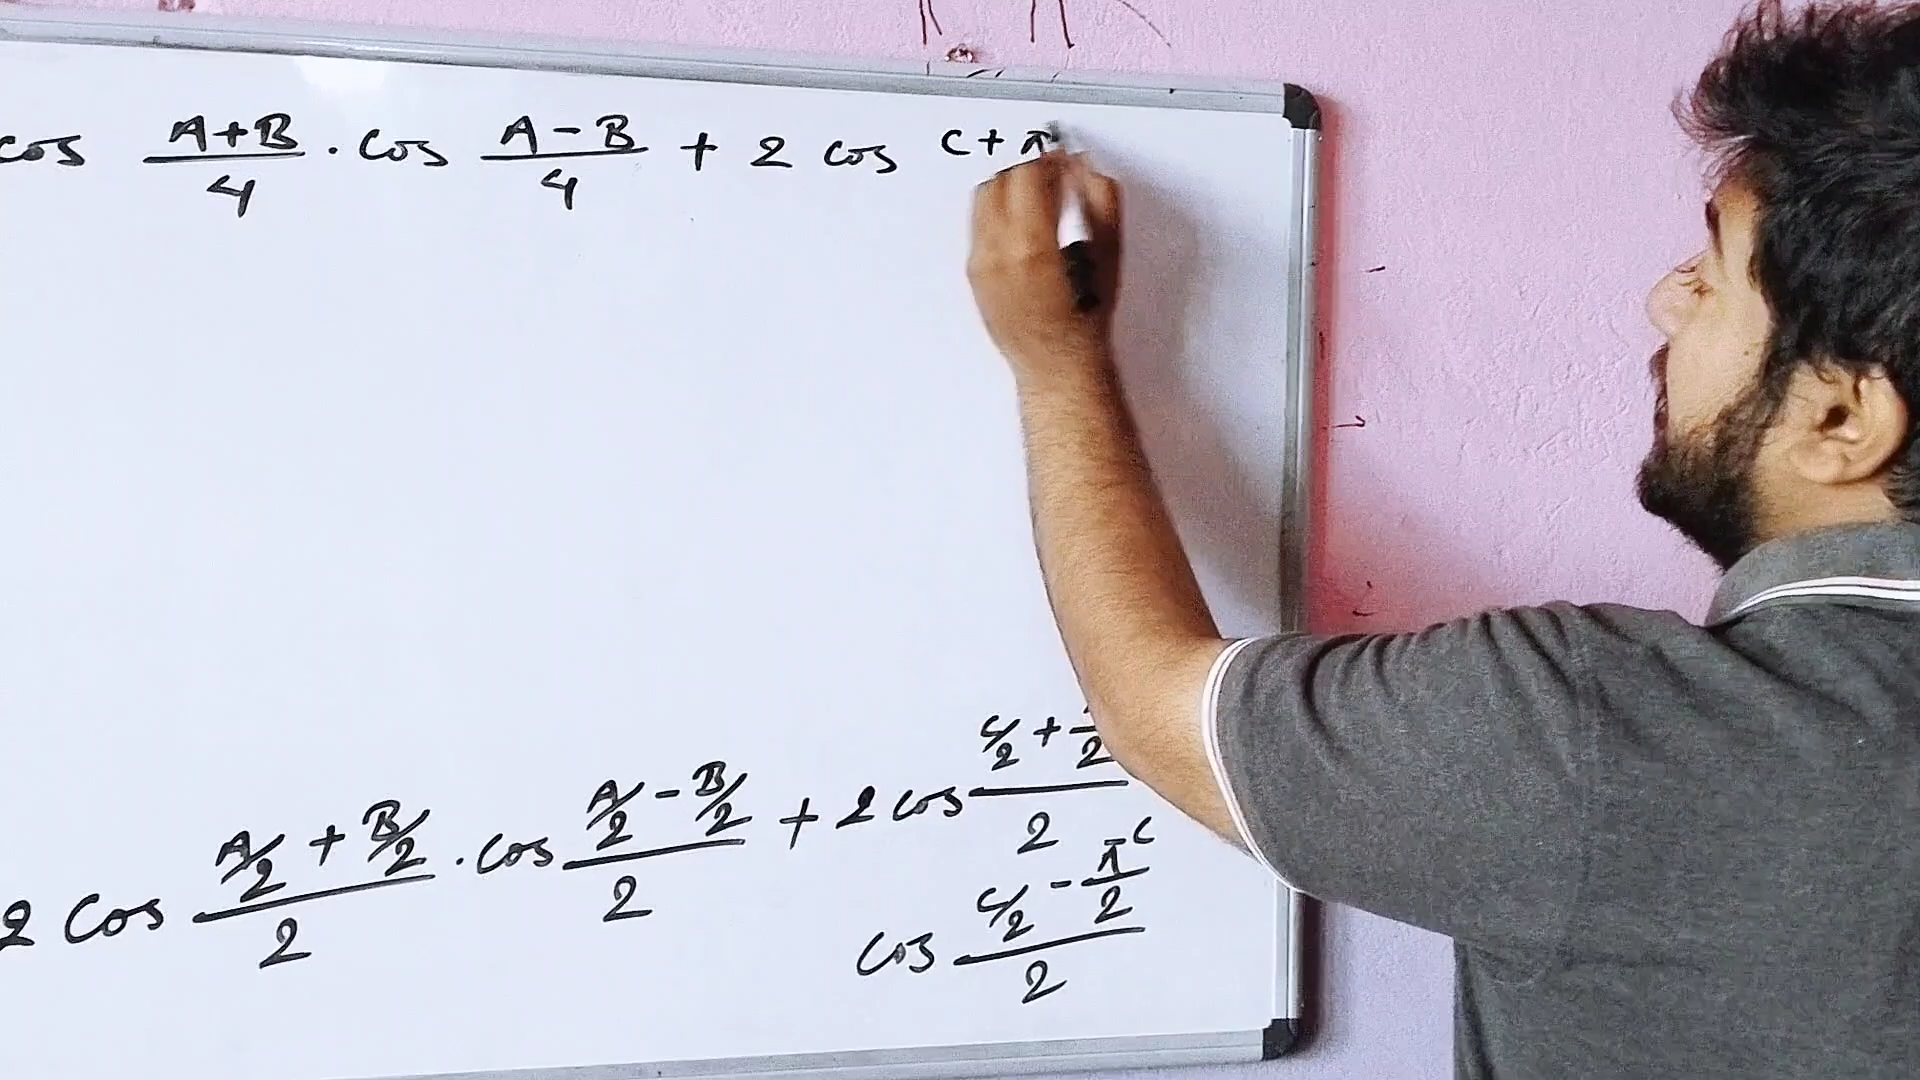 cos (A+B)/4 . cos (A-B)/4 + 2 cos C+π
2 cos (A/2 + B/2)/2 . cos (A/2 - B/2)/2 + 2 cos (C/2 + /2)/2
cos (C/2 - π^c/2)/2